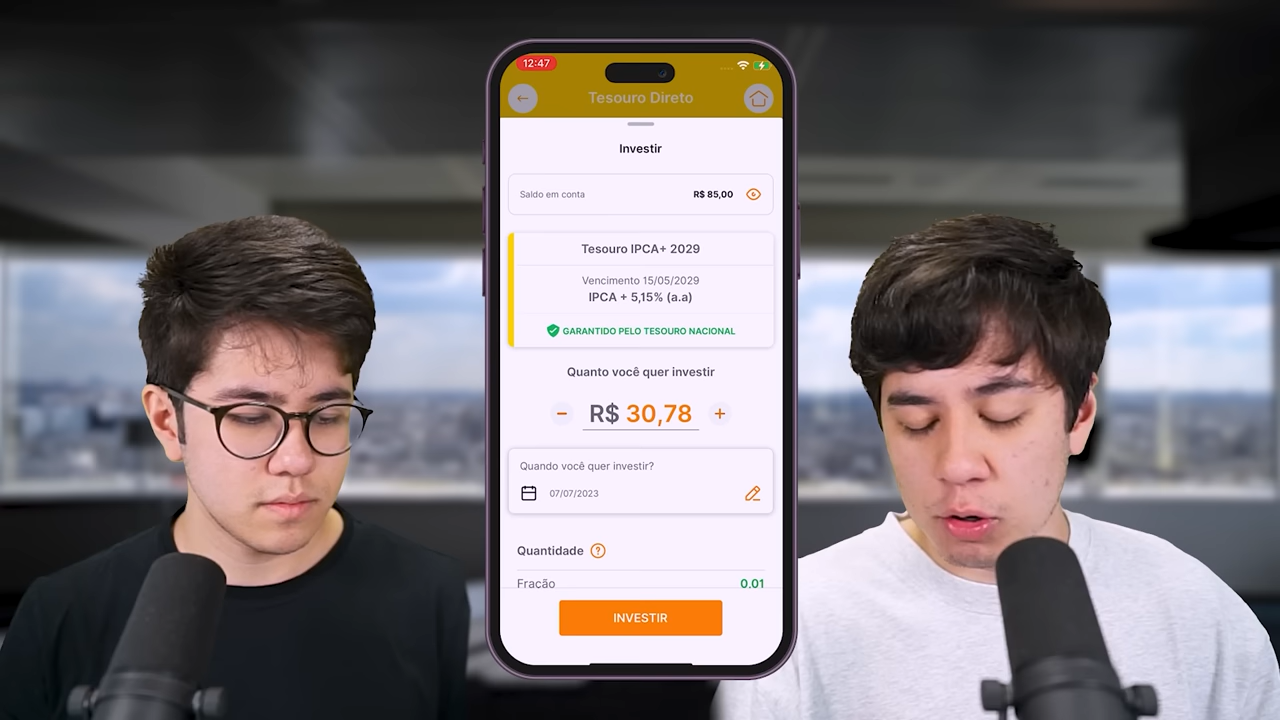 12:47
Tesouro Direto
Investir
Saldo em conta R$ 85,00
Tesouro IPCA+ 2029
Vencimento 15/05/2029
IPCA + 5,15% (a.a)
GARANTIDO PELO TESOURO NACIONAL
Quanto você quer investir
- R$ 30,78 +
Quando você quer investir?
07/07/2023
Quantidade ?
Fração 0.01
INVESTIR